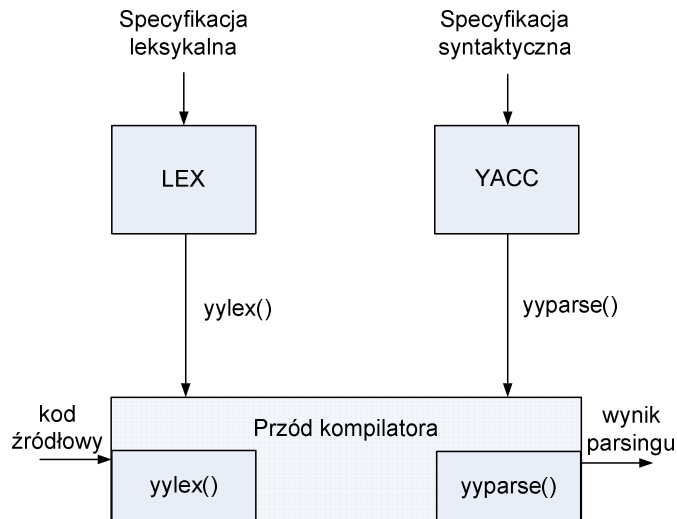 Specyfikacja
leksykalna
Specyfikacja
syntaktyczna
LEX
YACC
yylex()
yyparse()
kod
źródłowy
Przód kompilatora
wynik
parsingu
yylex()
yyparse()